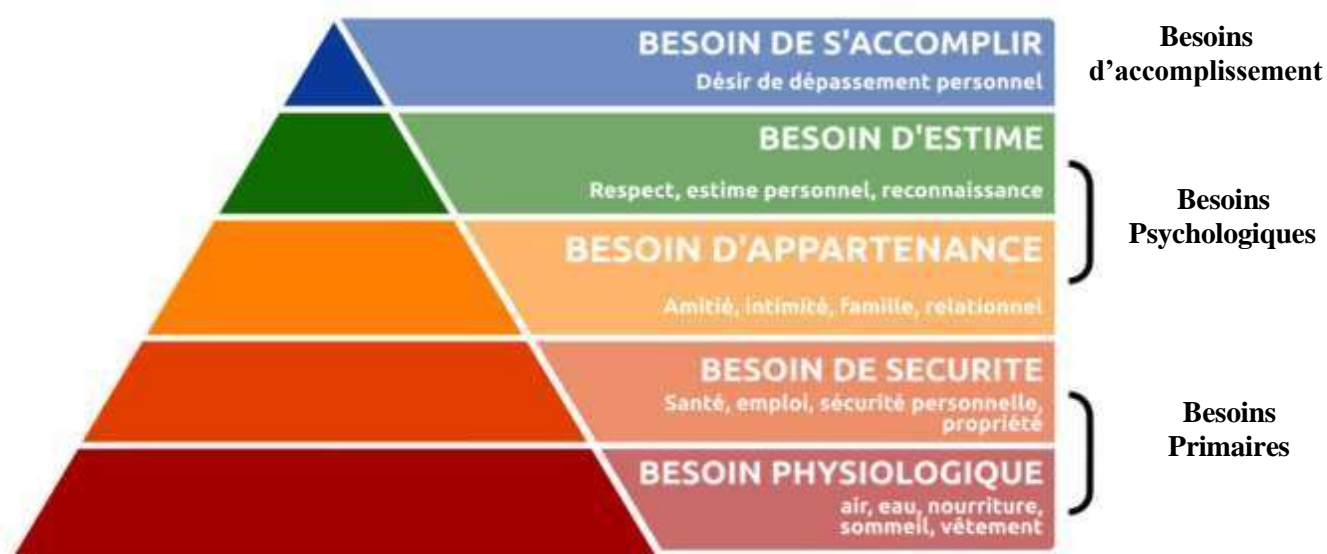 BESOIN DE S'ACCOMPLIR
Désir de dépassement personnel
Besoins
d’accomplissement
BESOIN D'ESTIME
Respect, estime personnel, reconnaissance
BESOIN D'APPARTENANCE
Amitié, intimité, famille, relationnel
Besoins
Psychologiques
BESOIN DE SECURITE
Santé, emploi, sécurité personnelle,
propriété
BESOIN PHYSIOLOGIQUE
air, eau, nourriture,
sommeil, vêtement
Besoins
Primaires